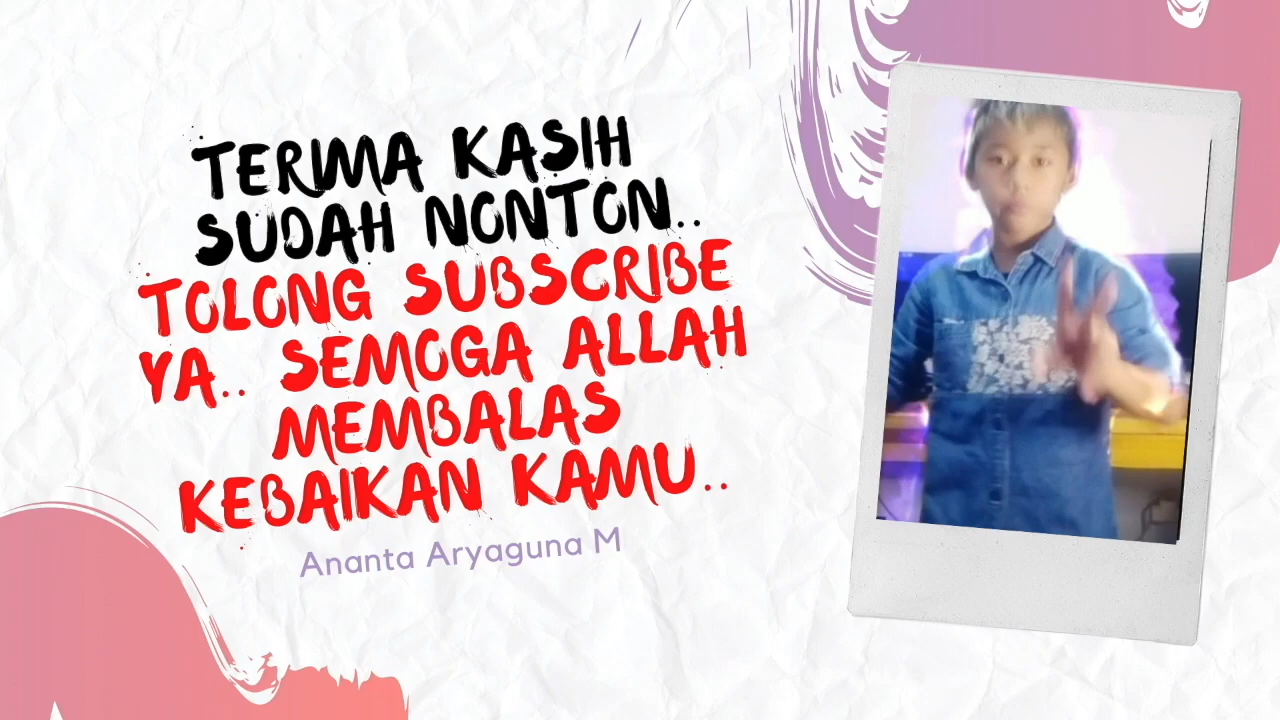 TERIMA KASIH
SUDAH NONTON..
TOLONG SUBSCRIBE
YA.. SEMOGA ALLAH
MEMBALAS
KEBAIKAN KAMU..
Ananta Aryaguna M